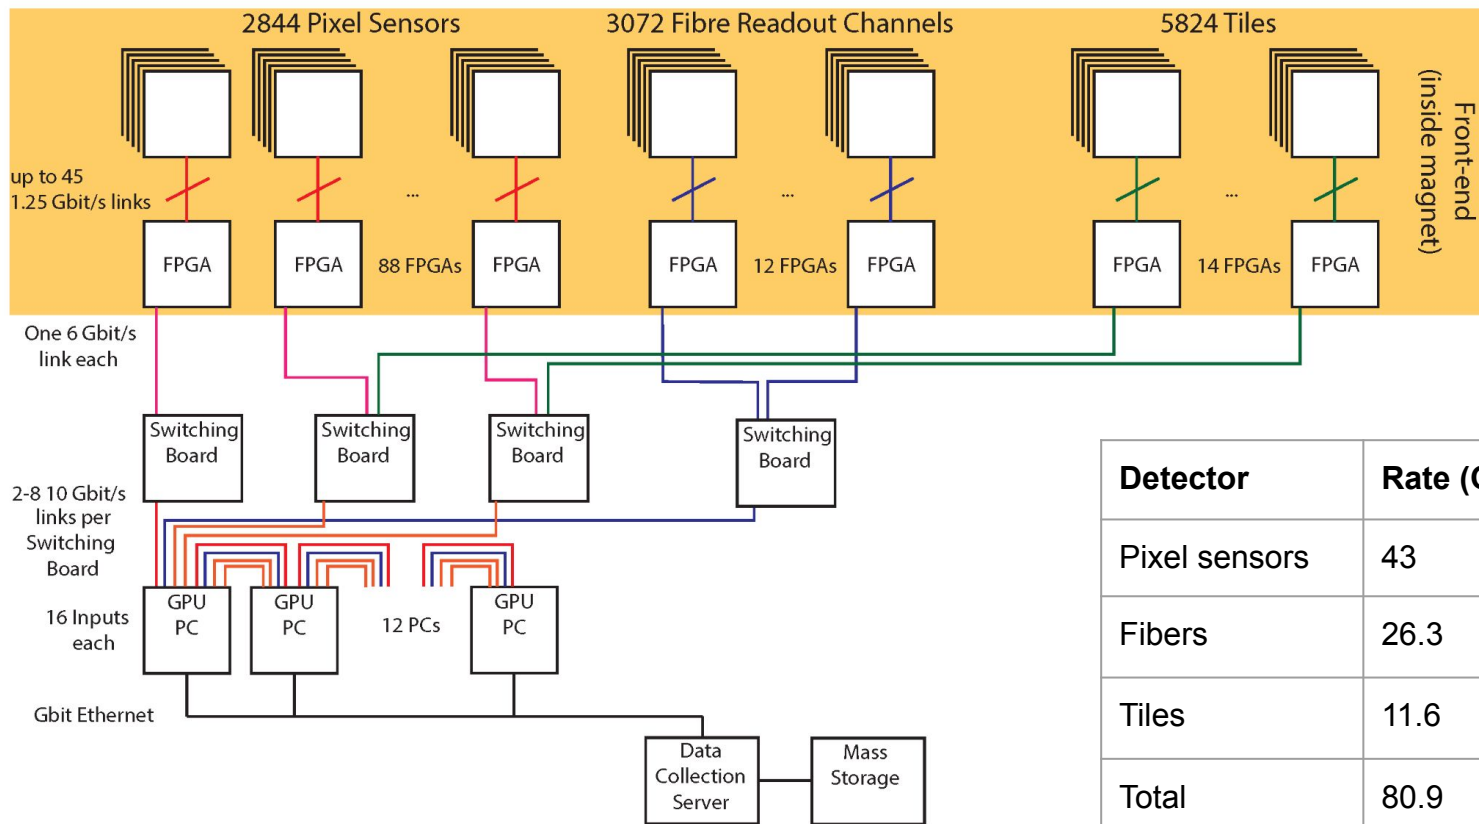 2844 Pixel Sensors
3072 Fibre Readout Channels
5824 Tiles
Front-end
(inside magnet)
up to 45
1.25 Gbit/s links
...
...
...
FPGA
FPGA
88 FPGAs
FPGA
FPGA
12 FPGAs
FPGA
FPGA
14 FPGAs
FPGA
One 6 Gbit/s
link each
Switching
Board
Switching
Board
Switching
Board
Switching
Board
2-8 10 Gbit/s
links per
Switching
Board
16 Inputs
each
GPU
PC
GPU
PC
12 PCs
GPU
PC
Gbit Ethernet
Data
Collection
Server
Mass
Storage
Detector
Rate (
Pixel sensors
43
Fibers
26.3
Tiles
11.6
Total
80.9